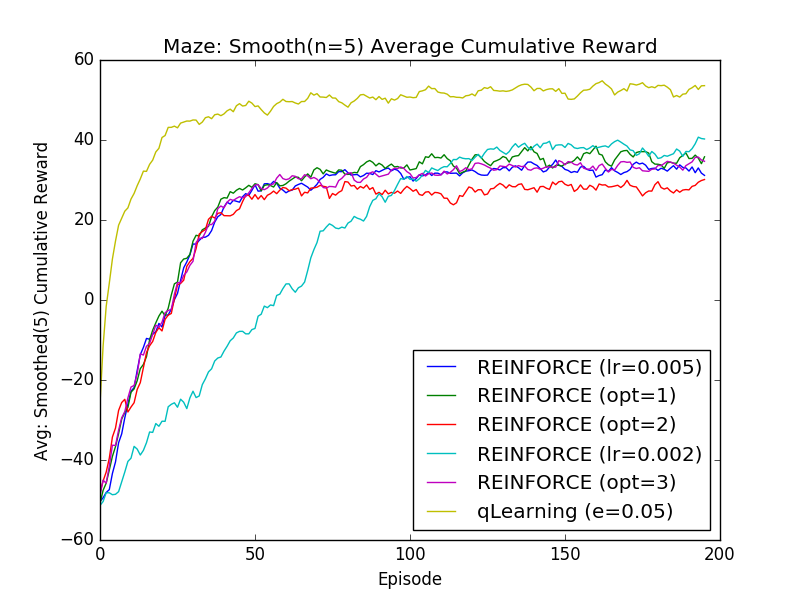 Maze: Smooth(n=5) Average Cumulative Reward
60
40
20
0
−20
−40
−60
Avg: Smoothed(5) Cumulative Reward
REINFORCE (lr=0.005)
REINFORCE (opt=1)
REINFORCE (opt=2)
REINFORCE (lr=0.002)
REINFORCE (opt=3)
qLearning (e=0.05)
0 50 100 150 200
Episode